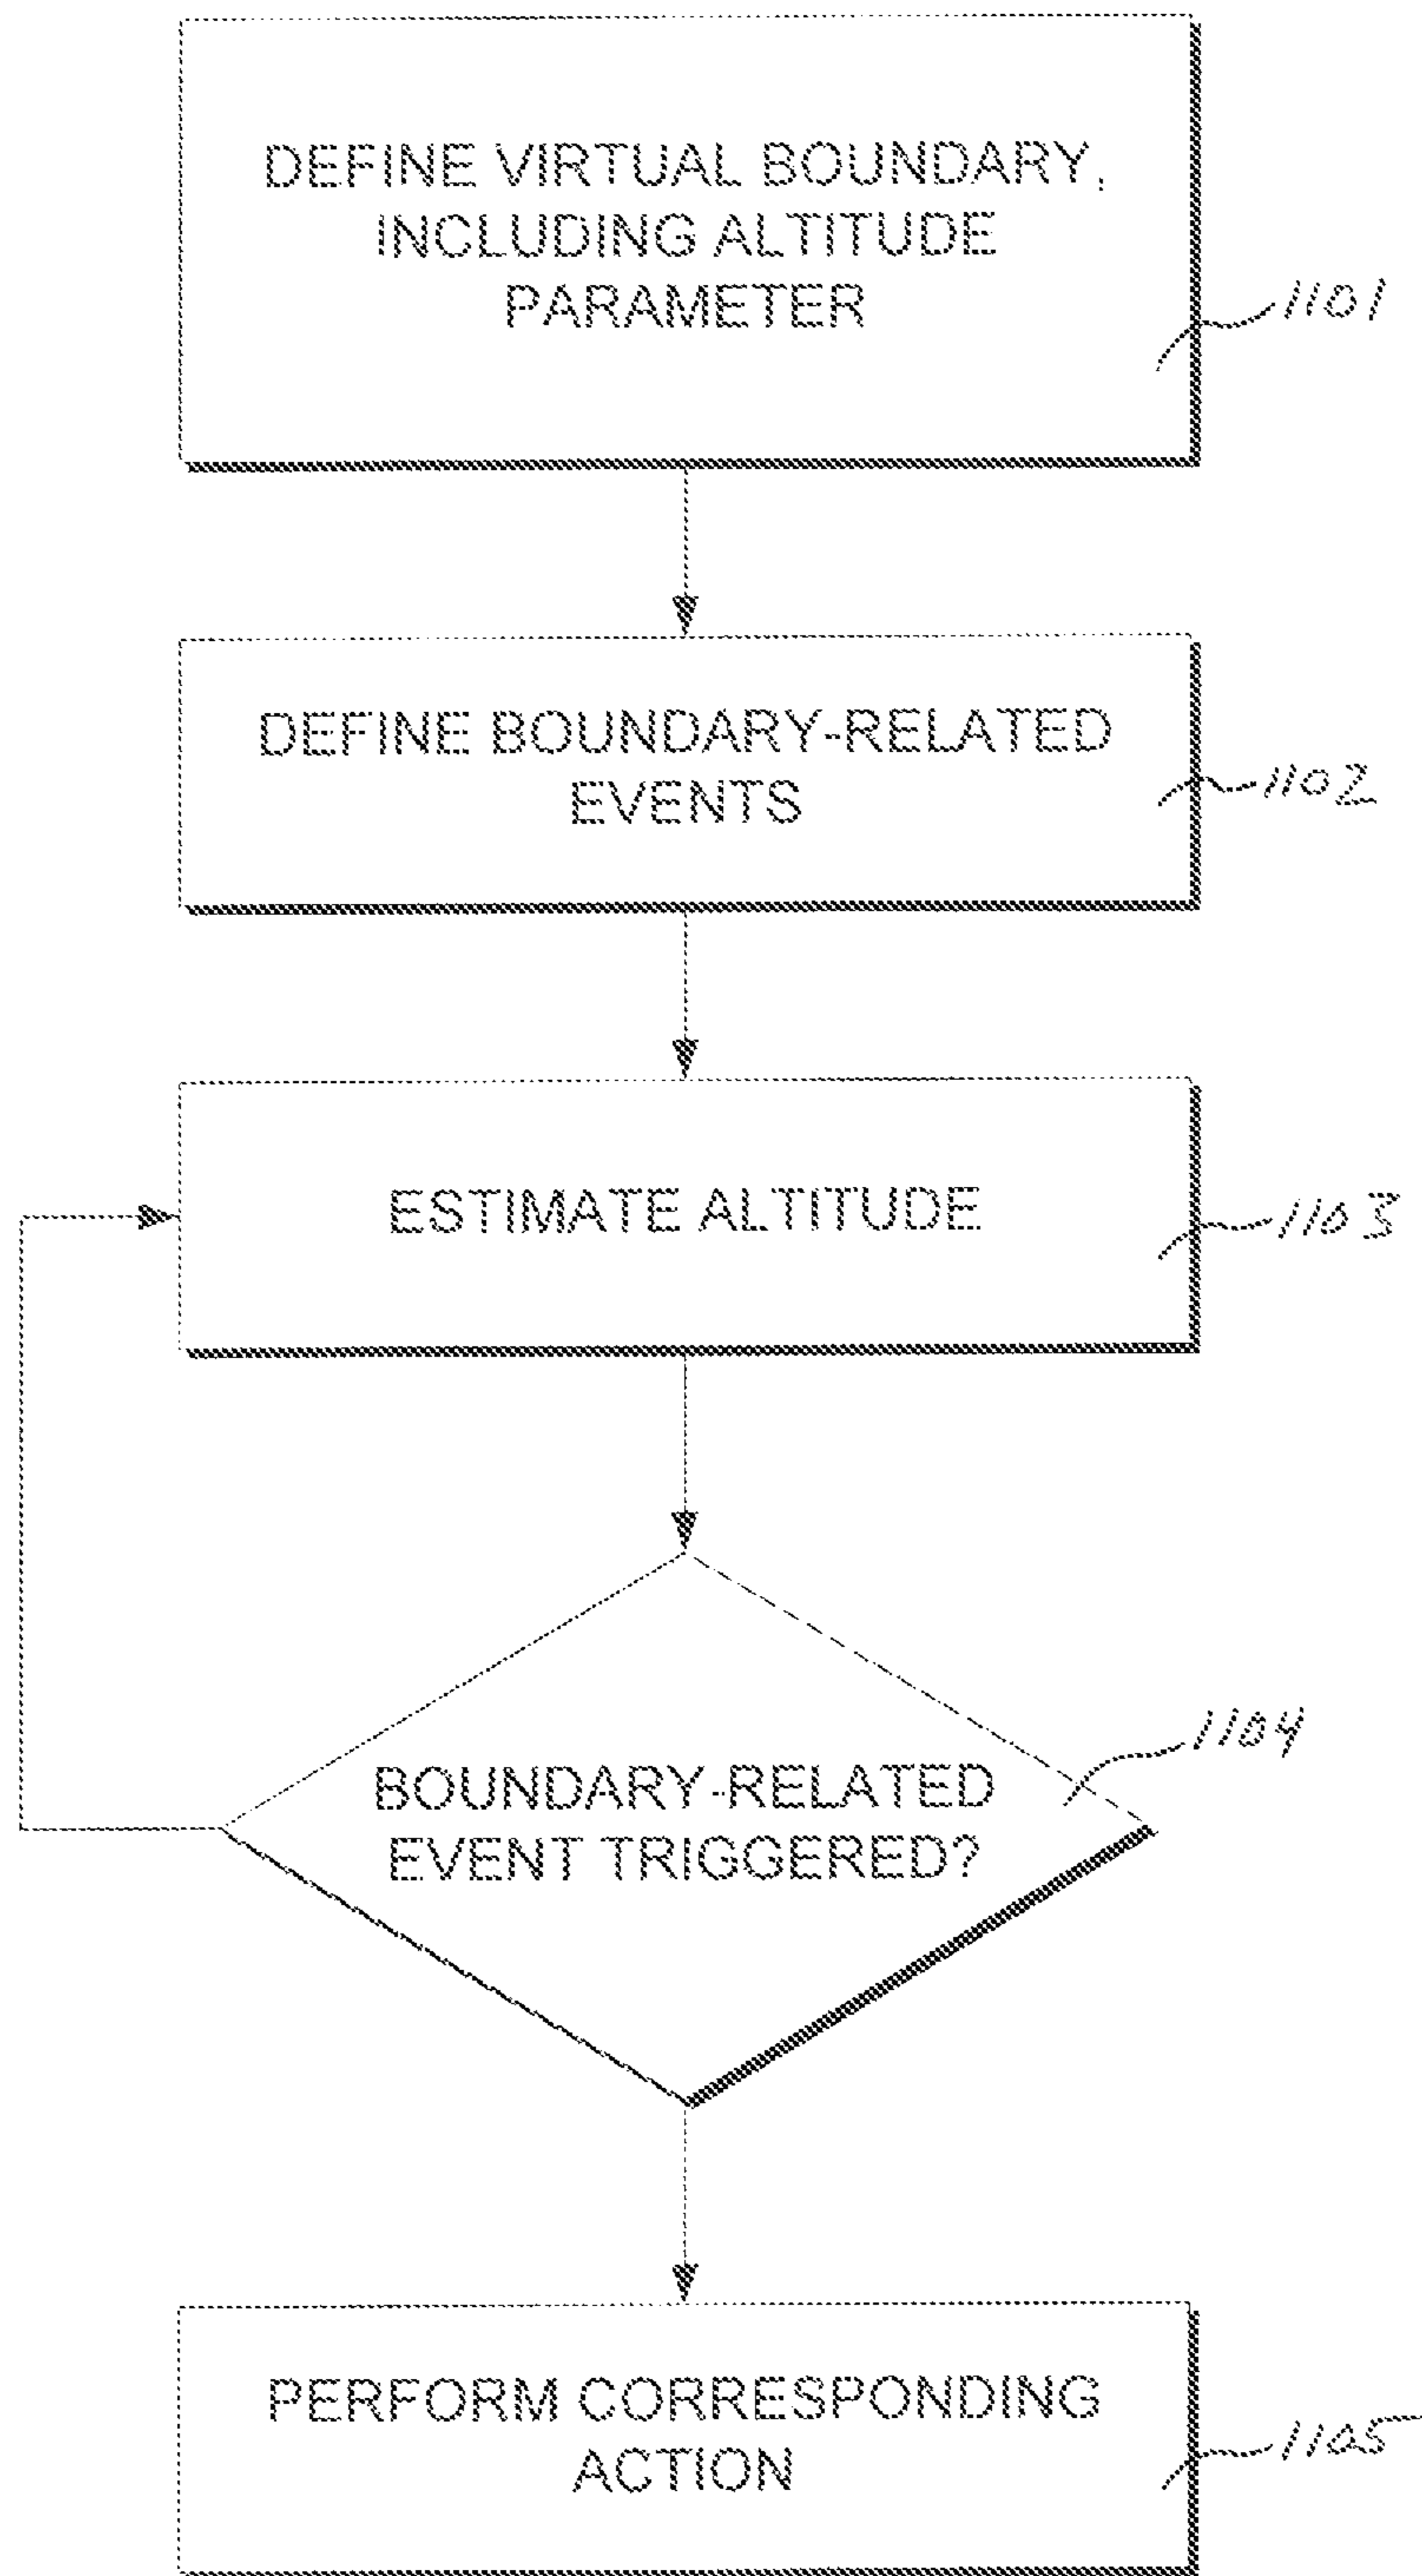 DEFINE VIRTUAL BOUNDARY,
INCLUDING ALTITUDE
PARAMETER
1101
DEFINE BOUNDARY-RELATED
EVENTS
1102
ESTIMATE ALTITUDE
1103
BOUNDARY-RELATED
EVENT TRIGGERED?
1104
PERFORM CORRESPONDING
ACTION
1105